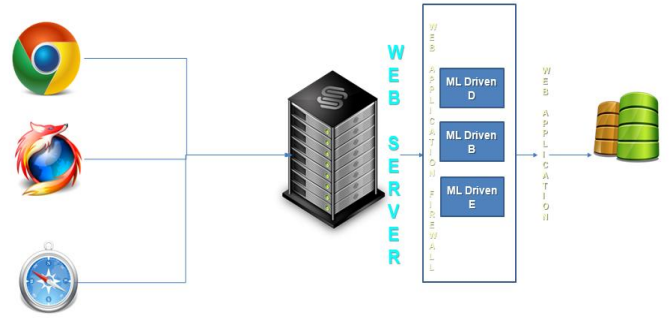 WEB SERVER
WEB APPLICATION FIREWALL
ML Driven
D
ML Driven
B
ML Driven
E
WEB APPLICATION